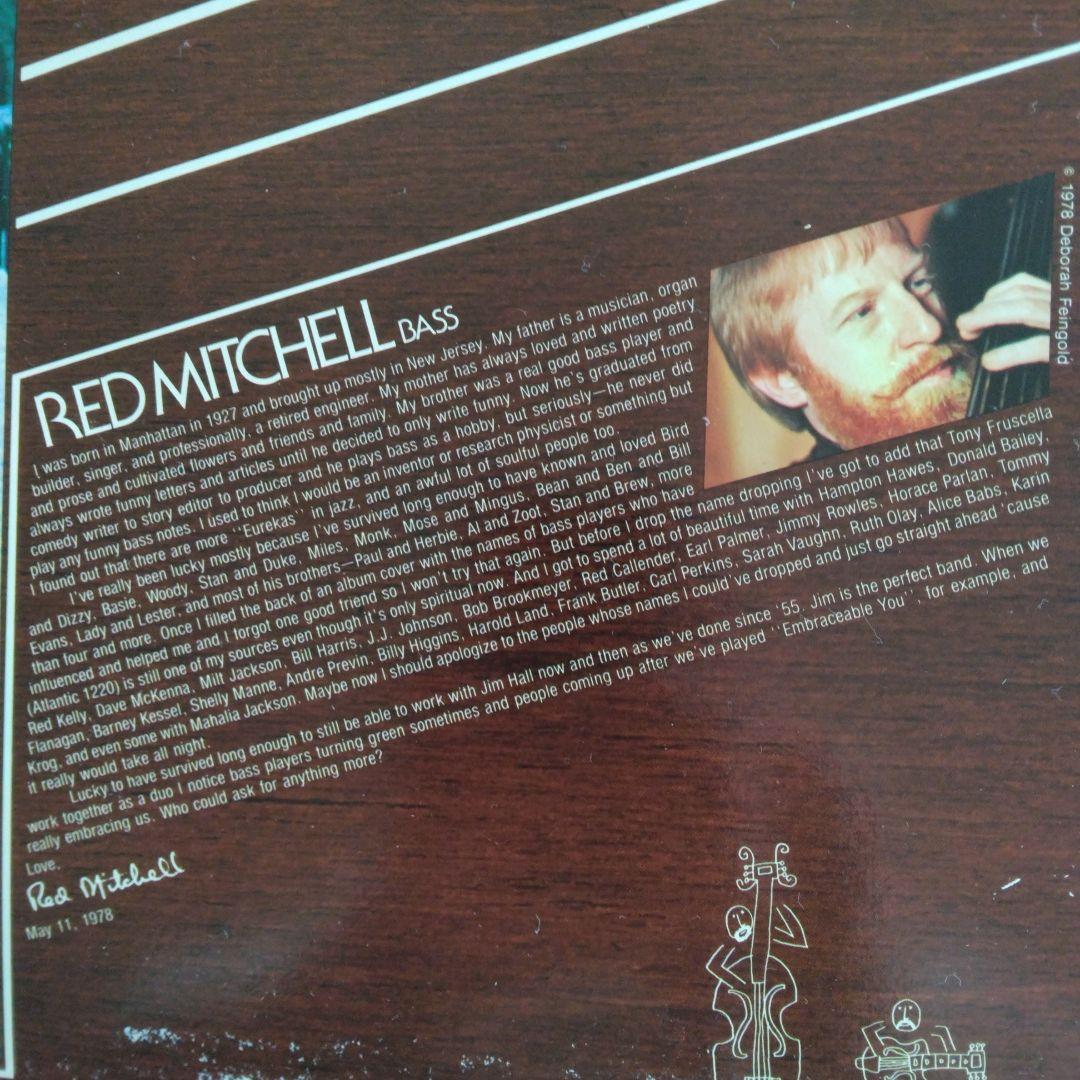 RED MITCHELL BASS
I was born in Manhattan in 1927 and brought up mostly in New Jersey. My father is a musician, organ
builder, singer, and professionally, a retired engineer. My mother has always loved and written poetry
and prose and cultivated flowers and friends and family. My brother was a real good bass player and
always wrote funny letters and articles until he decided to only write funny. Now he's graduated from
comedy writer to story editor to producer and he plays bass as a hobby, but seriously—he never did
play any funny bass notes. I used to think I would be an inventor or research physicist or something but
I found out that there are more "Eurekas" in jazz, and an awful lot of soulful people too.
I've really been lucky mostly because I've survived long enough to have known and loved Bird
and Dizzy, Basie, Woody, Stan and Duke, Miles, Monk, Mose and Mingus, Bean and Ben and Bill
Evans, Lady and Lester, and most of his brothers—Paul and Herbie, Al and Zoot, Stan and Brew, more
than four and more. Once I filled the back of an album cover with the names of bass players who have
influenced and helped me and I forgot one good friend so I won't try that again. But before I drop the name dropping I've got to add that Tony Fruscella
(Atlantic 1220) is still one of my sources even though it's only spiritual now. And I got to spend a lot of beautiful time with Hampton Hawes, Donald Bailey,
Red Kelly, Dave McKenna, Milt Jackson, Bill Harris, J.J. Johnson, Bob Brookmeyer, Red Callender, Earl Palmer, Jimmy Rowles, Horace Parlan, Tommy
Flanagan, Barney Kessel, Shelly Manne, Andre Previn, Billy Higgins, Harold Land, Frank Butler, Carl Perkins, Sarah Vaughn, Ruth Olay, Alice Babs, Karin
Krog, and even some with Mahalia Jackson. Maybe now I should apologize to the people whose names I could've dropped and just go straight ahead 'cause
it really would take all night.
Lucky to have survived long enough to still be able to work with Jim Hall now and then as we've done since '55. Jim is the perfect band. When we
work together as a duo I notice bass players turning green sometimes and people coming up after we've played "Embraceable You", for example, and
really embracing us. Who could ask for anything more?
Love,
Red Mitchell
May 11, 1978
© 1978 Deborah Feingold